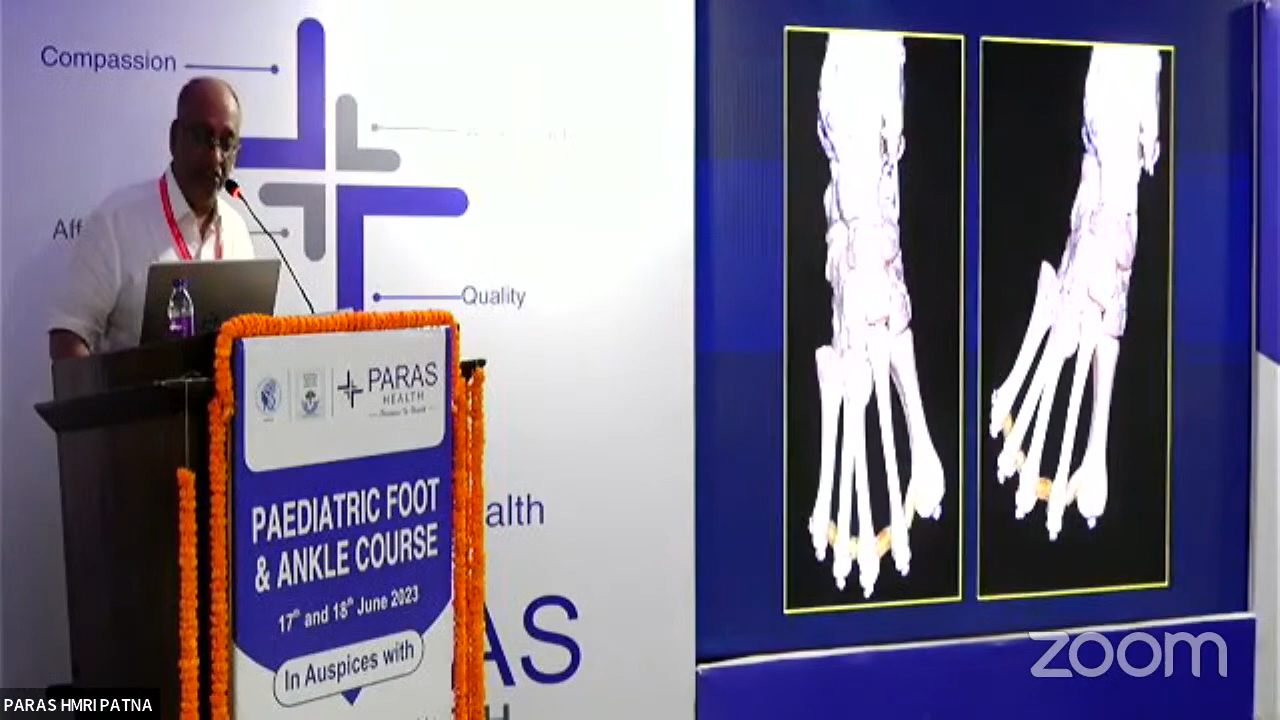 Compassion
Aff
Quality
alth
AS
H
PARAS
HEALTH
PAEDIATRIC FOOT
& ANKLE COURSE
17th and 18th June 2023
In Auspices with
zoom
PARAS HMRI PATNA